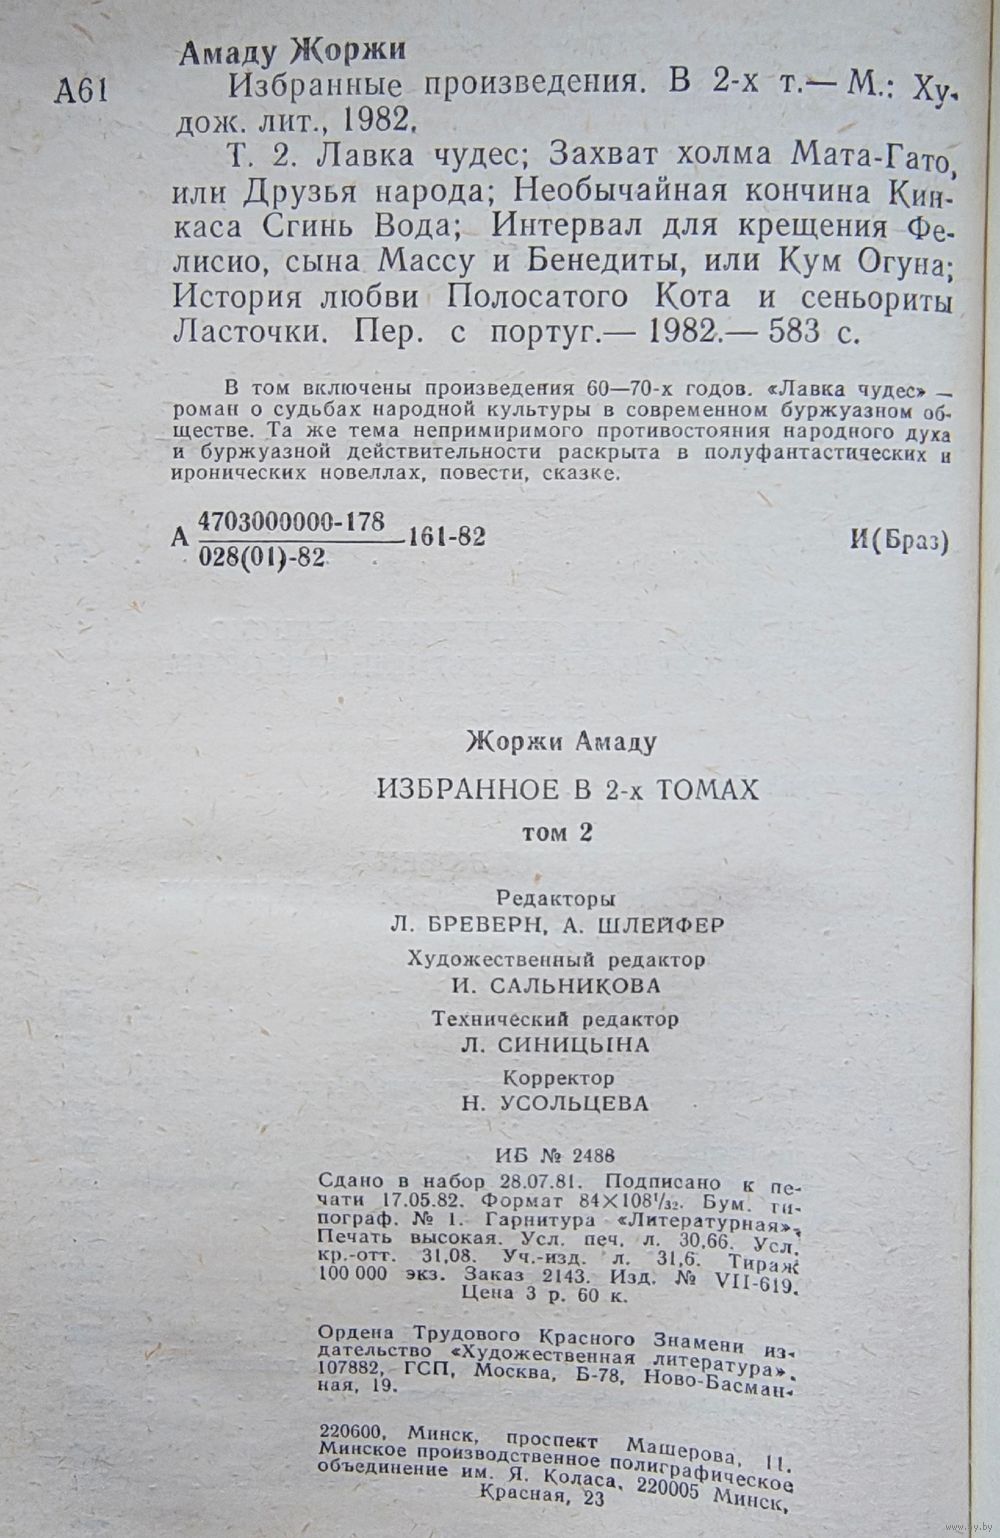 Амаду Жоржи
А61 Избранные произведения. В 2-х т.— М.: Ху-
дож. лит., 1982.
Т. 2. Лавка чудес; Захват холма Мата-Гато,
или Друзья народа; Необычайная кончина Кин-
каса Сгинь Вода; Интервал для крещения Фе-
лисио, сына Массу и Бенедиты, или Кум Огуна;
История любви Полосатого Кота и сеньориты
Ласточки. Пер. с португ.— 1982.— 583 с.
В том включены произведения 60—70-х годов. «Лавка чудес» —
роман о судьбах народной культуры в современном буржуазном об-
ществе. Та же тема непримиримого противостояния народного духа
и буржуазной действительности раскрыта в полуфантастических и
иронических новеллах, повести, сказке.
4703000000-178
А 161-82 И(Браз)
028(01)-82
Жоржи Амаду
ИЗБРАННОЕ В 2-х ТОМАХ
том 2
Редакторы
Л. БРЕВЕРН, А. ШЛЕЙФЕР
Художественный редактор
И. САЛЬНИКОВА
Технический редактор
Л. СИНИЦЫНА
Корректор
Н. УСОЛЬЦЕВА
ИБ № 2488
Сдано в набор 28.07.81. Подписано к пе-
чати 17.05.82. Формат 84×108¹/₃₂. Бум. ти-
пограф. № 1. Гарнитура «Литературная».
Печать высокая. Усл. печ. л. 30,66. Усл.
кр.-отт. 31,08. Уч.-изд. л. 31,6. Тираж
100 000 экз. Заказ 2143. Изд. № VII-619.
Цена 3 р. 60 к.
Ордена Трудового Красного Знамени из-
дательство «Художественная литература».
107882, ГСП, Москва, Б-78, Ново-Басман-
ная, 19.
220600, Минск, проспект Машерова, 11.
Минское производственное полиграфическое
объединение им. Я. Коласа, 220005 Минск,
Красная, 23
www.ay.by